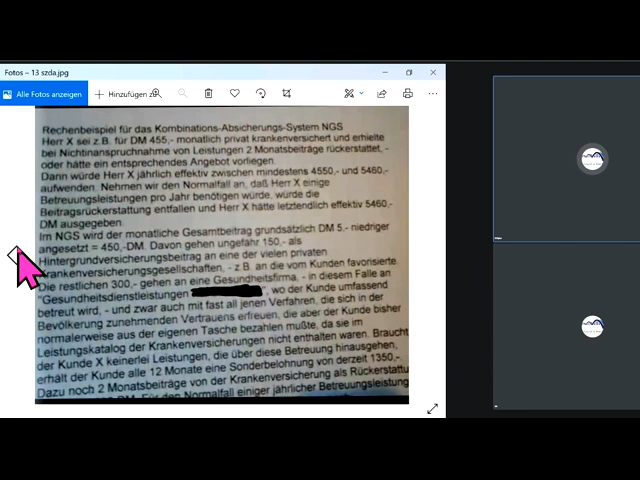 Fotos – 13 szda.jpg
Alle Fotos anzeigen
Hinzufügen
Rechenbeispiel für das Kombinations-Absicherungs-System NGS
Herr X sei z.B. für DM 455,- monatlich privat krankenversichert und erhielte
bei Nichtinanspruchnahme von Leistungen 2 Monatsbeiträge rückerstattet, -
oder hätte ein entsprechendes Angebot vorliegen.
Dann würde Herr X jährlich effektiv zwischen mindestens 4550,- und 5460,-
aufwenden. Nehmen wir den Normalfall an, daß Herr X einige
Betreuungsleistungen pro Jahr benötigen würde, würde die
Beitragsrückerstattung entfallen und Herr X hätte letztendlich effektiv 5460,-
DM ausgegeben.
Im NGS wird der monatliche Gesamtbeitrag grundsätzlich DM 5,- niedriger
angesetzt = 450,-DM. Davon gehen ungefähr 150,- als
Hintergrundversicherungsbeitrag an eine der vielen privaten
Krankenversicherungsgesellschaften, - z.B. an die vom Kunden favorisierte.
Die restlichen 300,- gehen an eine Gesundheitsfirma, - in diesem Falle an
"Gesundheitsdienstleistungen ", wo der Kunde umfassend
betreut wird, - und zwar auch mit fast all jenen Verfahren, die sich in der
Bevölkerung zunehmenden Vertrauens erfreuen, die aber der Kunde bisher
normalerweise aus der eigenen Tasche bezahlen mußte, da sie im
Leistungskatalog der Krankenversicherungen nicht enthalten waren. Braucht
der Kunde X keinerlei Leistungen, die über diese Betreuung hinausgehen,
erhält der Kunde alle 12 Monate eine Sonderbelohnung von derzeit 1350,-.
Dazu noch 2 Monatsbeiträge von der Krankenversicherung als Rückerstattu
DM. Für den Normalfall einiger jährlicher Betreuungsleistung